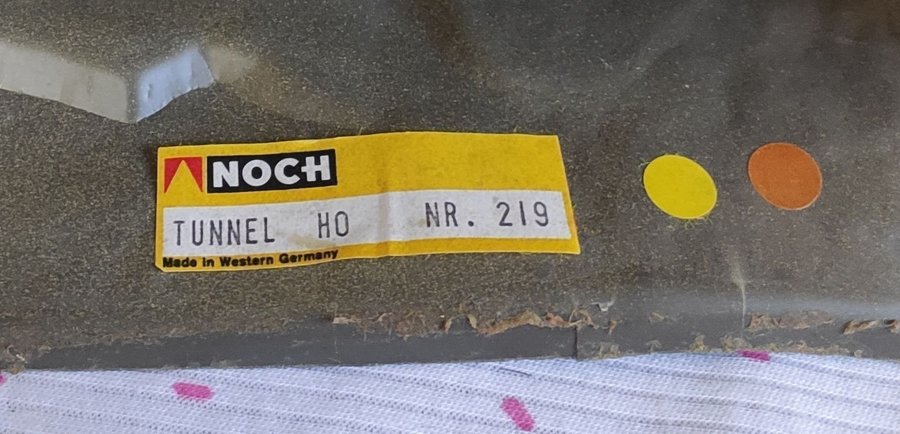 NOCH
TUNNEL HO NR. 219
Made in Western Germany